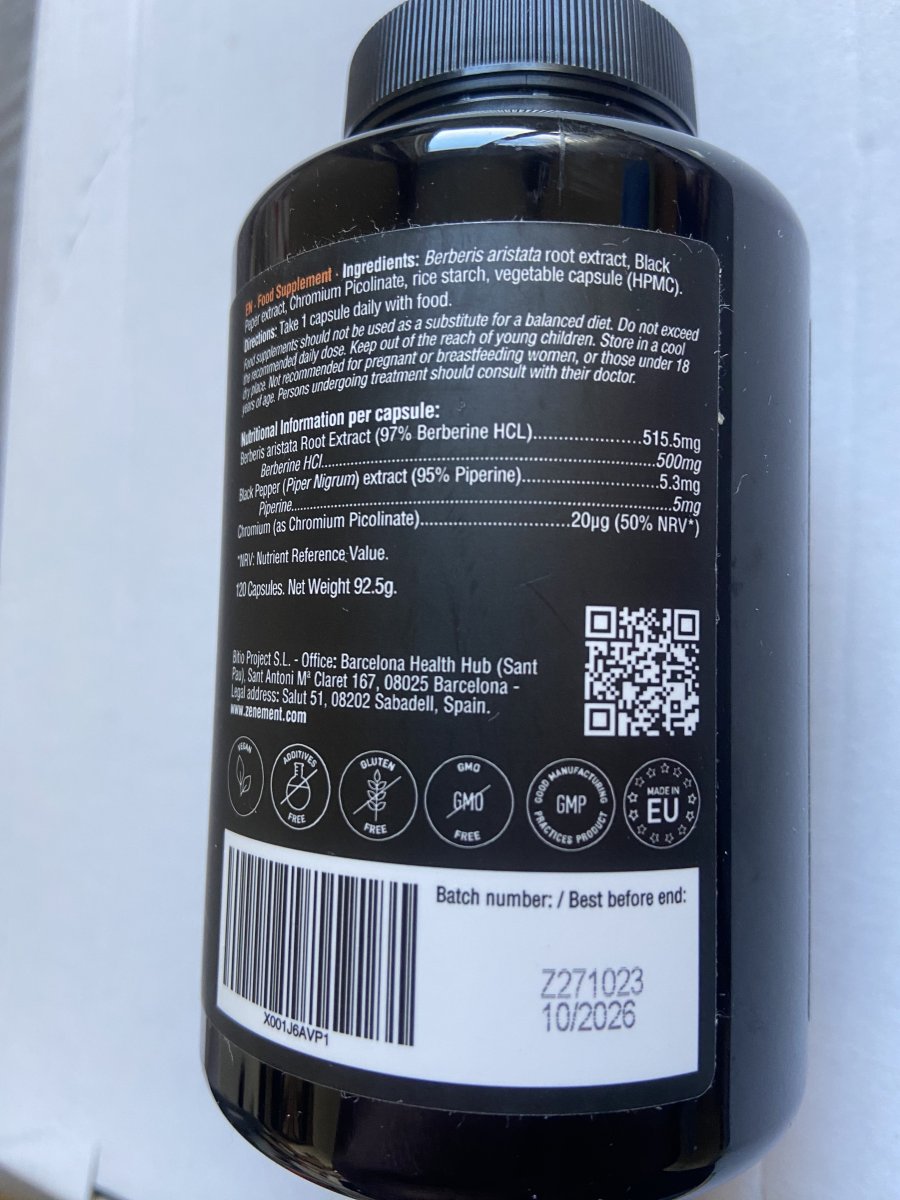 EN - Food Supplement · Ingredients: Berberis aristata root extract, Black
Peper extract, Chromium Picolinate, rice starch, vegetable capsule (HPMC).
Directions: Take 1 capsule daily with food.
Food supplements should not be used as a substitute for a balanced diet. Do not exceed
the recommended daily dose. Keep out of the reach of young children. Store in a cool
dry place. Not recommended for pregnant or breastfeeding women, or those under 18
years of age. Persons undergoing treatment should consult with their doctor.
Nutritional Information per capsule:
Berberis aristata Root Extract (97% Berberine HCL)......................515.5mg
Berberine HCl......................................................................500mg
Black Pepper (Piper Nigrum) extract (95% Piperine)...........................5.3mg
Piperine..............................................................................5mg
Chromium (as Chromium Picolinate)..............................20µg (50% NRV*)
*NRV: Nutrient Reference Value.
120 Capsules. Net Weight 92.5g.
Bitio Project S.L. - Office: Barcelona Health Hub (Sant
Pau), Sant Antoni Mª Claret 167, 08025 Barcelona -
Legal address: Salut 51, 08202 Sabadell, Spain.
www.zenement.com
VEGAN
ADDITIVES FREE
GLUTEN FREE
GMO GMO FREE
GOOD MANUFACTURING GMP PRACTICES PRODUCT
MADE IN EU
Batch number: / Best before end:
Z271023
10/2026
X001J6AVP1